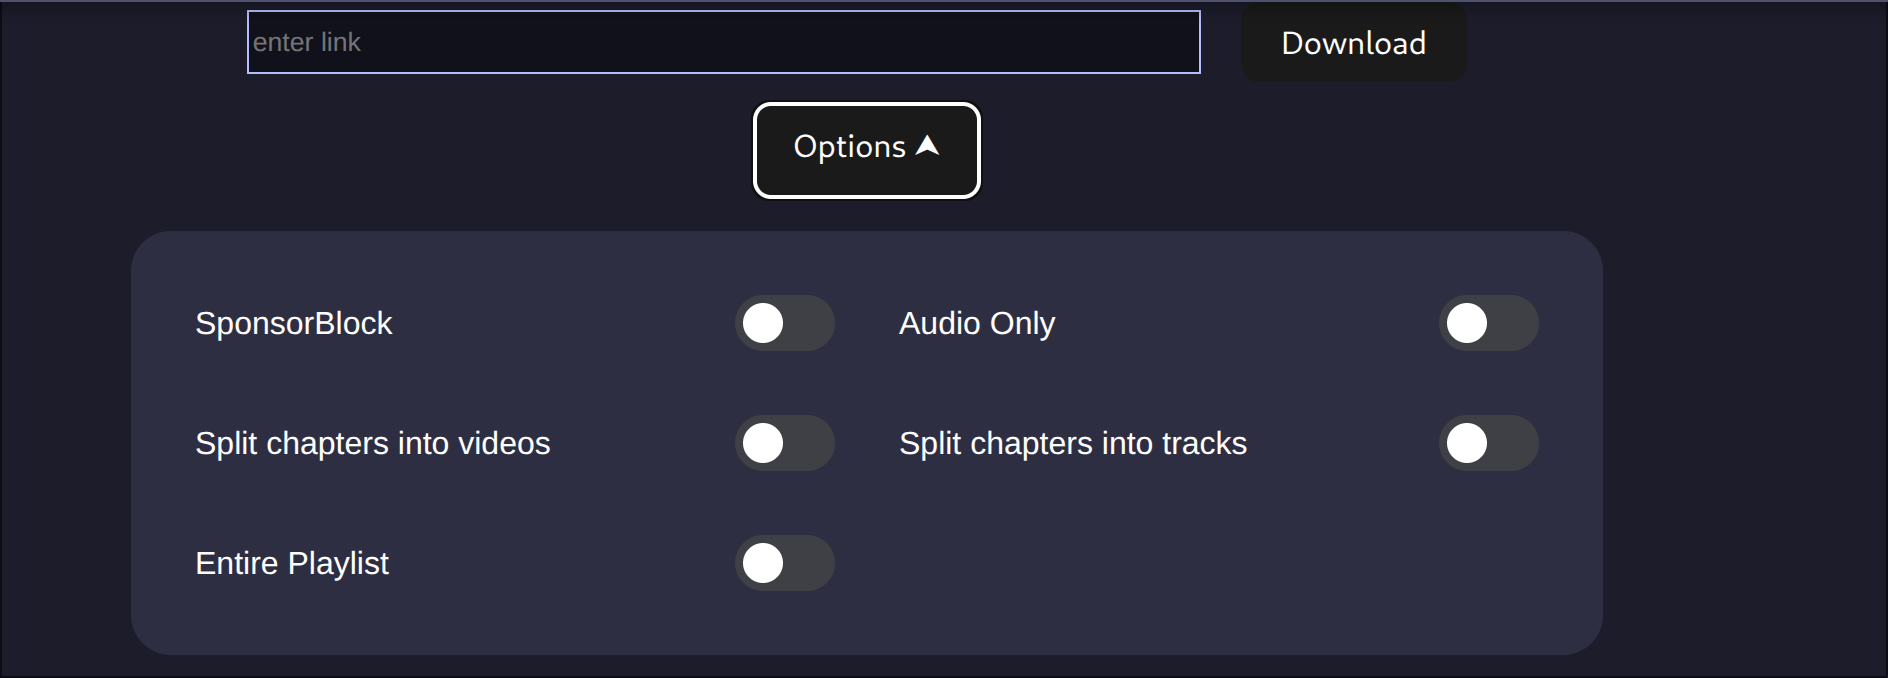 enter link
Download
Options ⮝
SponsorBlock
Audio Only
Split chapters into videos
Split chapters into tracks
Entire Playlist